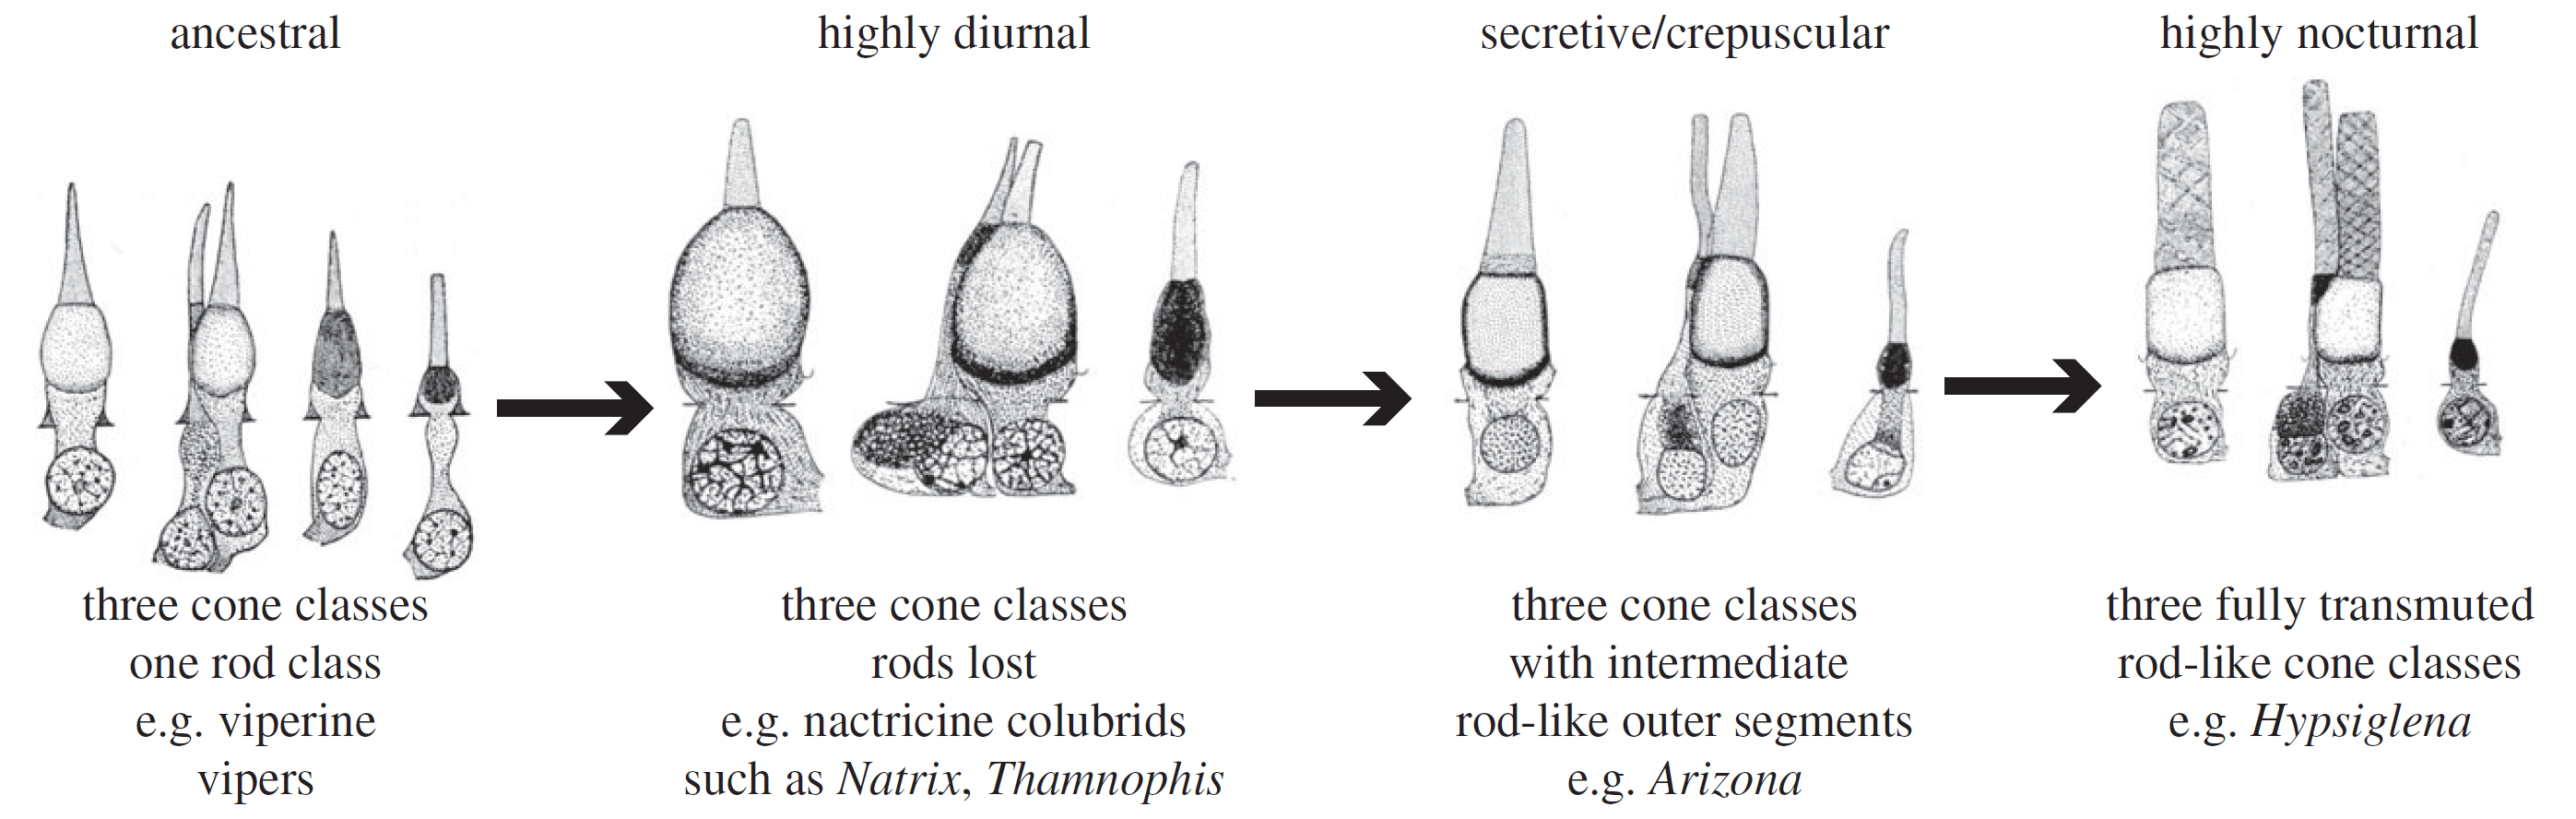 ancestral
highly diurnal
secretive/crepuscular
highly nocturnal
three cone classes
one rod class
e.g. viperine
vipers
three cone classes
rods lost
e.g. nactricine colubrids
such as Natrix, Thamnophis
three cone classes
with intermediate
rod-like outer segments
e.g. Arizona
three fully transmuted
rod-like cone classes
e.g. Hypsiglena